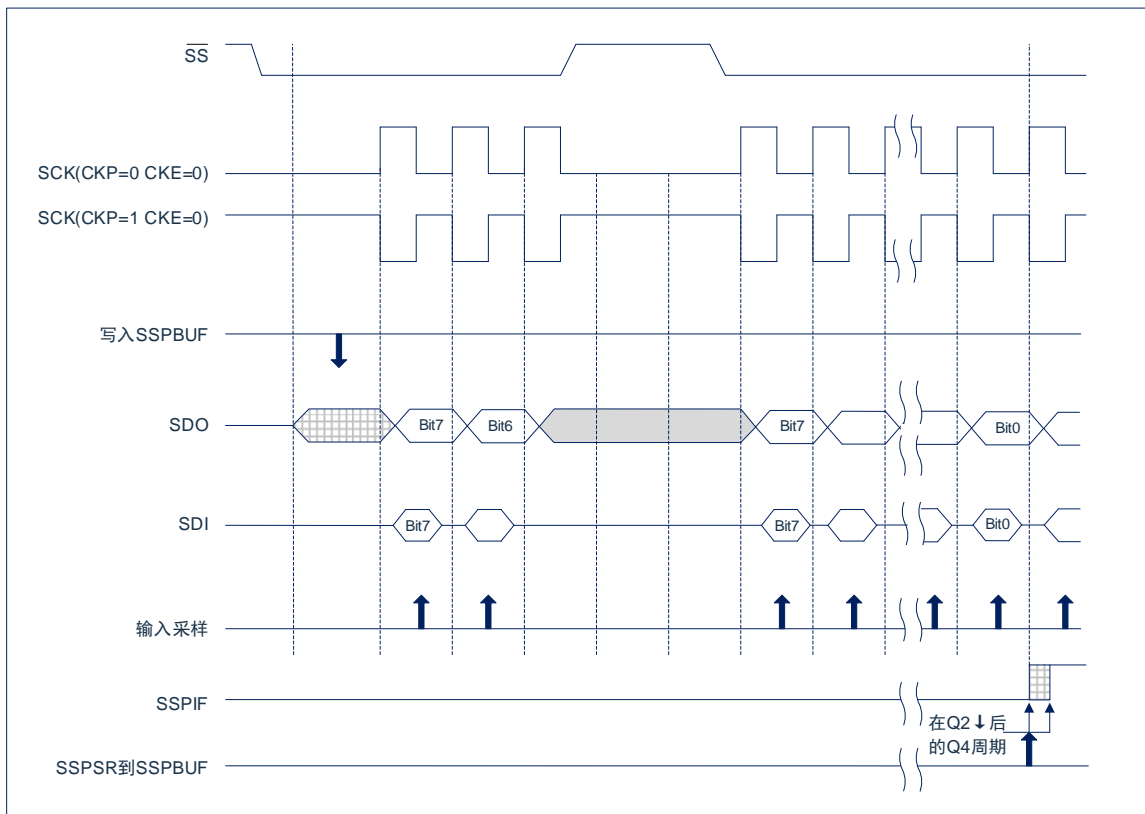 SS
SCK(CKP=0 CKE=0)
SCK(CKP=1 CKE=0)
写入SSPBUF
SDO
Bit7
Bit6
Bit7
Bit0
SDI
Bit7
Bit7
Bit0
输入采样
SSPIF
在Q2↓后
的Q4周期
SSPSR到SSPBUF